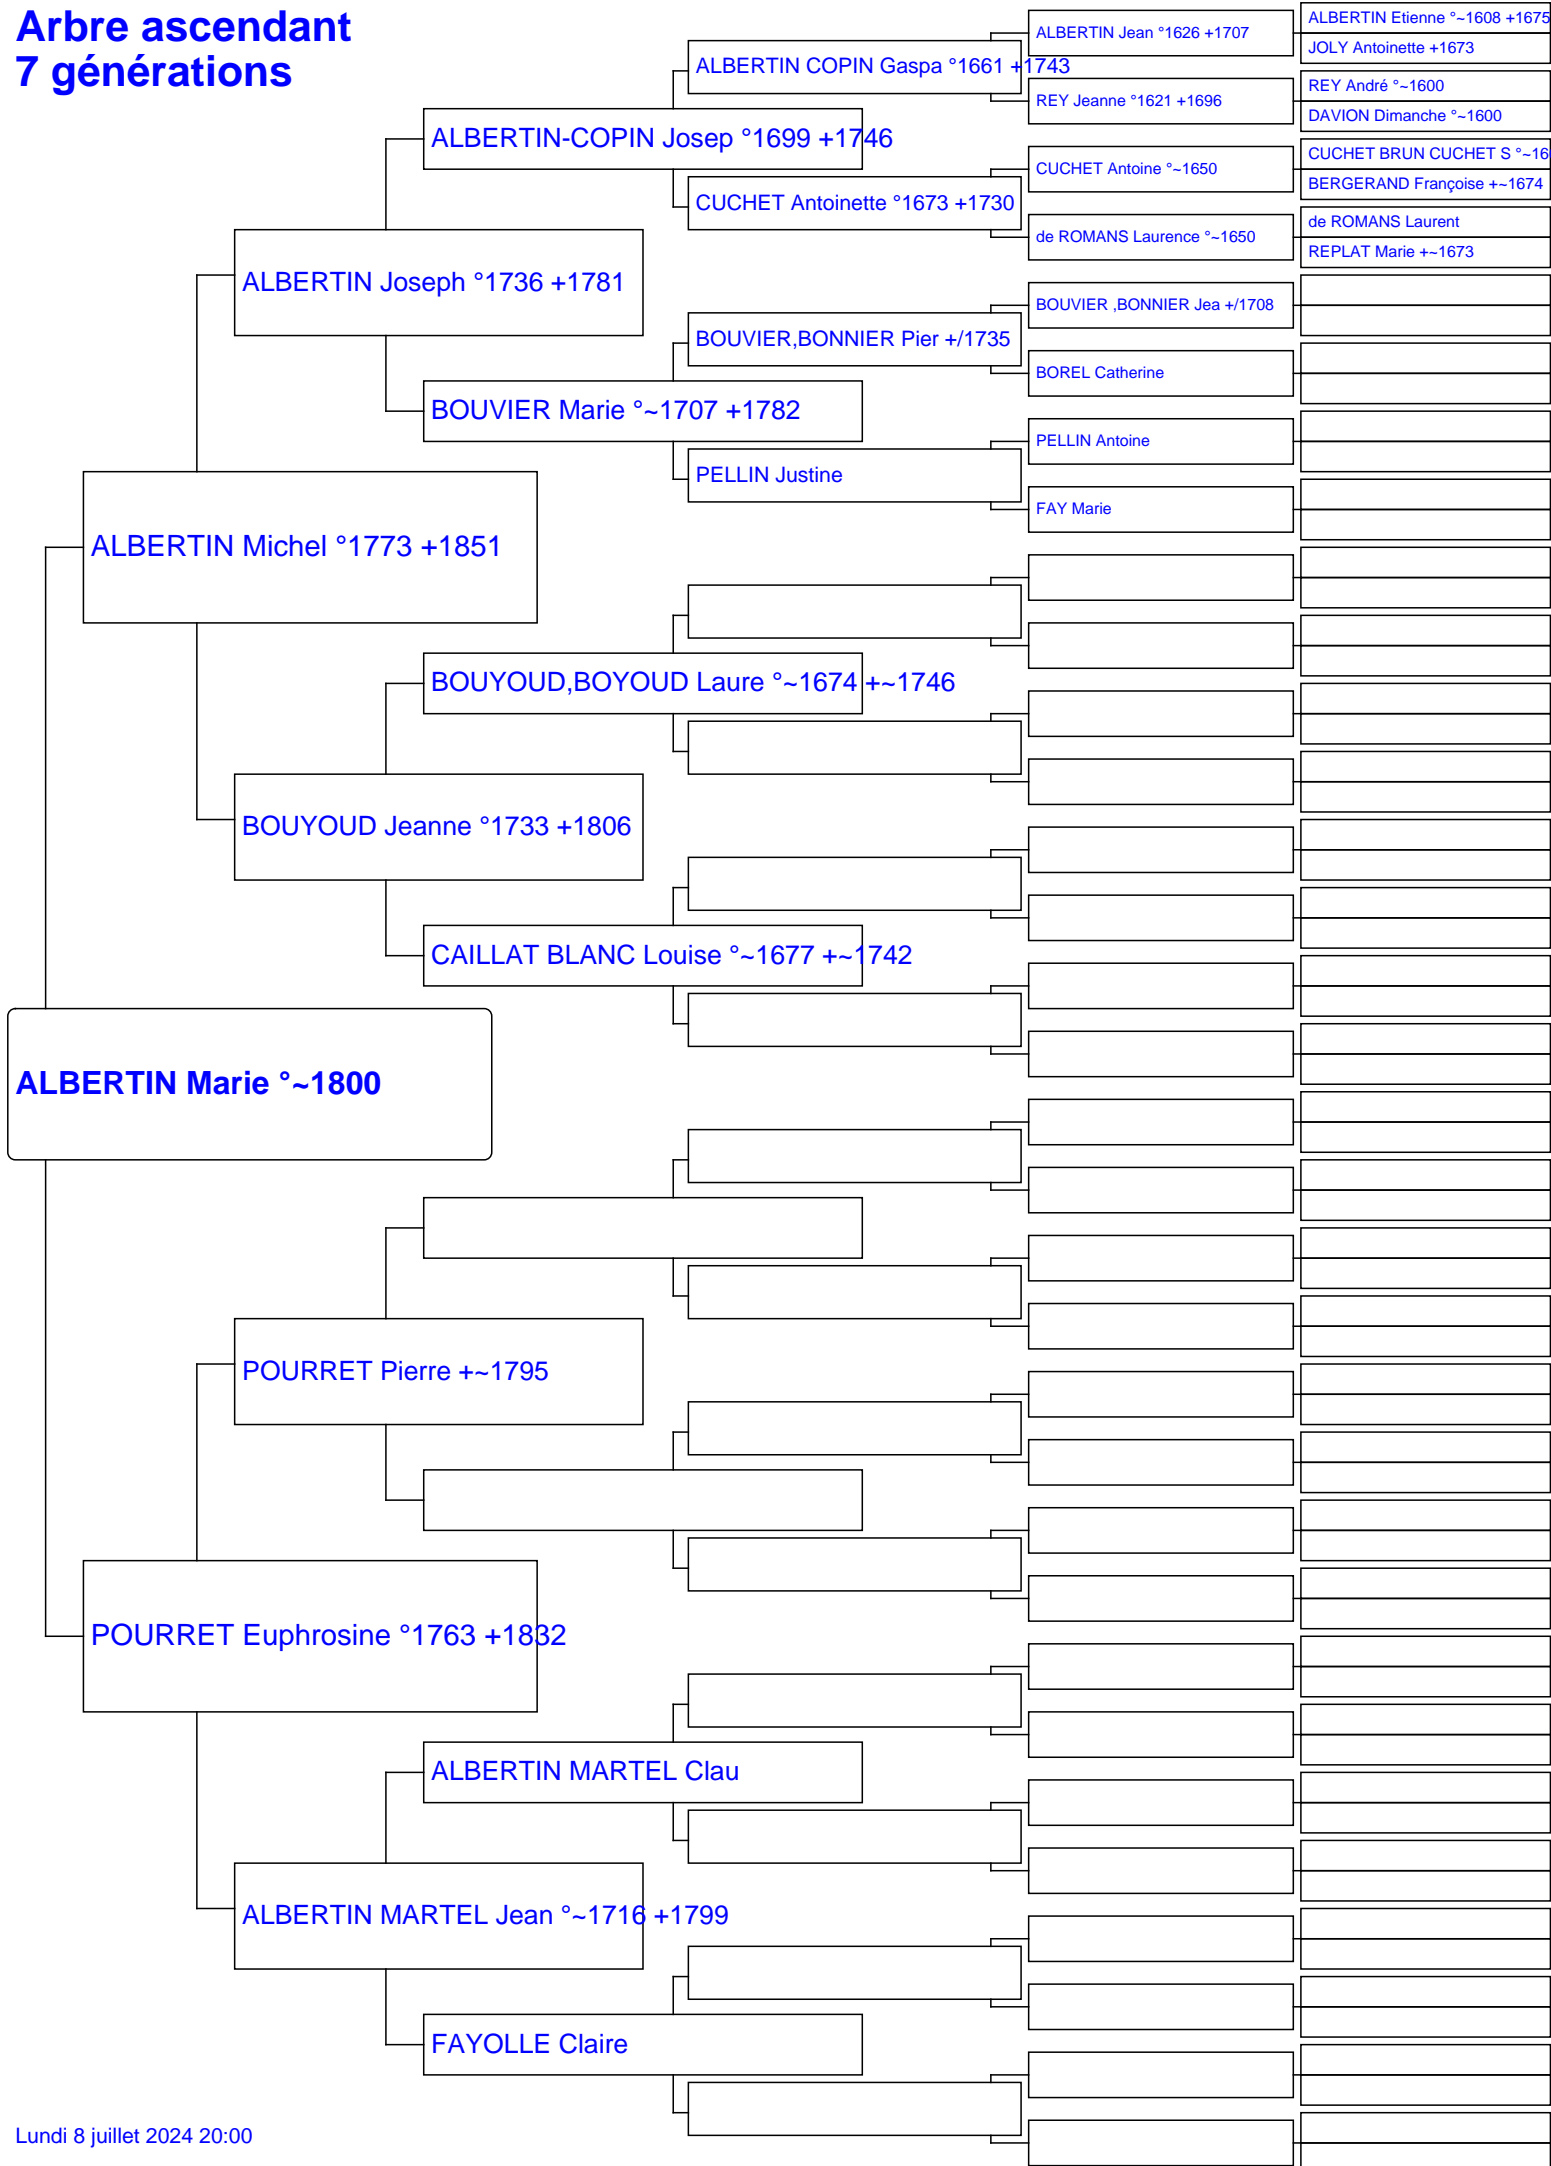 Arbre ascendant
7 générations
ALBERTIN Marie °~1800
ALBERTIN Michel °1773 +1851
POURRET Euphrosine °1763 +1832
ALBERTIN Joseph °1736 +1781
BOUYOUD Jeanne °1733 +1806
POURRET Pierre +~1795
ALBERTIN MARTEL Jean °~1716 +1799
ALBERTIN-COPIN Josep °1699 +1746
BOUVIER Marie °~1707 +1782
BOUYOUD,BOYOUD Laure °~1674 +~1746
CAILLAT BLANC Louise °~1677 +~1742
ALBERTIN MARTEL Clau
FAYOLLE Claire
ALBERTIN COPIN Gaspa °1661 +1743
CUCHET Antoinette °1673 +1730
BOUVIER,BONNIER Pier +/1735
PELLIN Justine
ALBERTIN Jean °1626 +1707
REY Jeanne °1621 +1696
CUCHET Antoine °~1650
de ROMANS Laurence °~1650
BOUVIER ,BONNIER Jea +/1708
BOREL Catherine
PELLIN Antoine
FAY Marie
ALBERTIN Etienne °~1608 +1675
JOLY Antoinette +1673
REY André °~1600
DAVION Dimanche °~1600
CUCHET BRUN CUCHET S °~16
BERGERAND Françoise +~1674
de ROMANS Laurent
REPLAT Marie +~1673
Lundi 8 juillet 2024 20:00